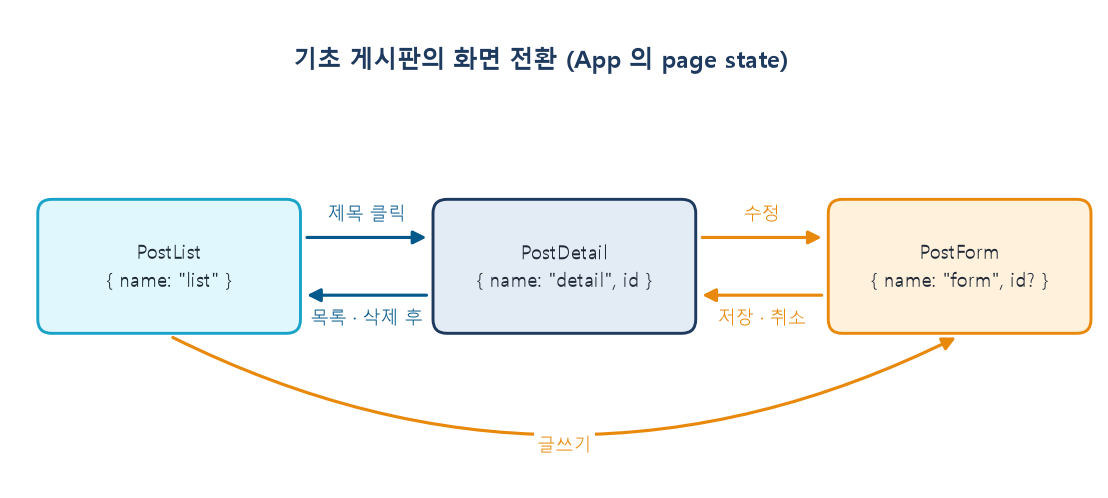 기초 게시판의 화면 전환 (App 의 page state)
제목 클릭
수정
PostList
{ name: "list" }
PostDetail
{ name: "detail", id }
PostForm
{ name: "form", id? }
목록 · 삭제 후
저장 · 취소
글쓰기